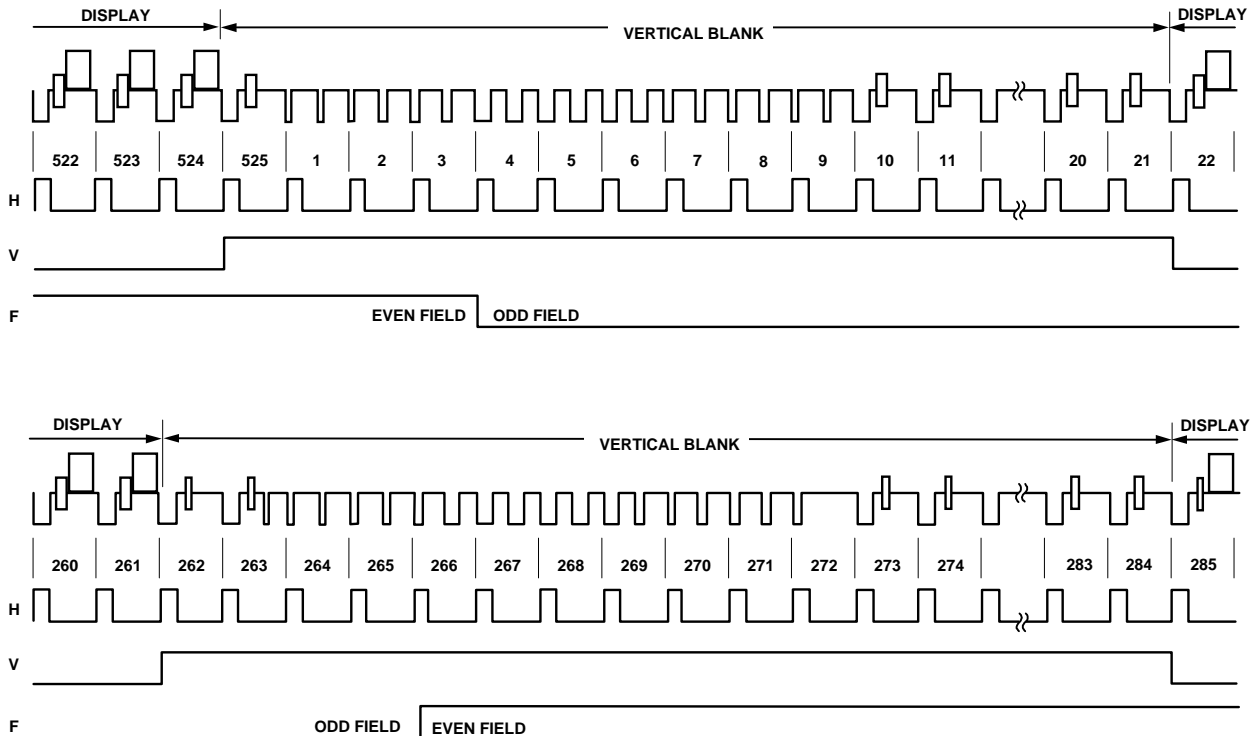 DISPLAY VERTICAL BLANK DISPLAY
522 523 524 525 1 2 3 4 5 6 7 8 9 10 11 20 21 22
H
V
F EVEN FIELD ODD FIELD
DISPLAY VERTICAL BLANK DISPLAY
260 261 262 263 264 265 266 267 268 269 270 271 272 273 274 283 284 285
H
V
F ODD FIELD EVEN FIELD